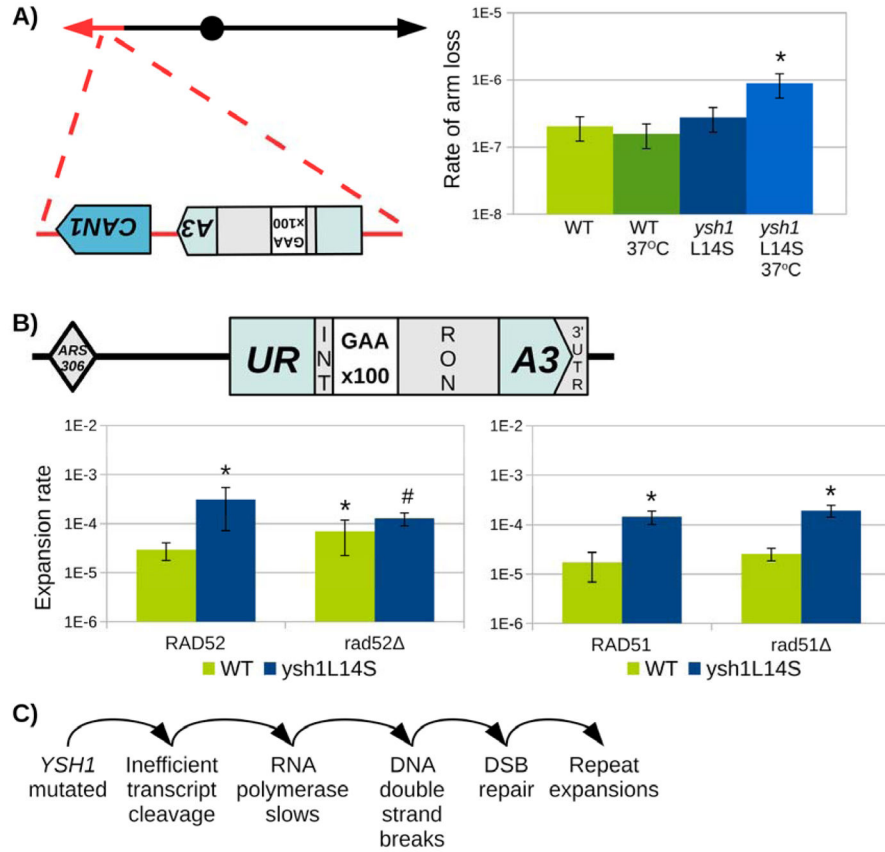 A)
CAN1
A3
GAA
x100
Rate of arm loss
1E-5
1E-6
1E-7
1E-8
*
WT
WT
37°C
ysh1
L14S
ysh1
L14S
37°C
B)
ARS
306
UR
INT
GAA
x100
RON
A3
3'UTR
Expansion rate
1E-2
1E-3
1E-4
1E-5
1E-6
*
*
#
RAD52
rad52Δ
WT
ysh1L14S
1E-2
1E-3
1E-4
1E-5
1E-6
*
*
RAD51
rad51Δ
WT
ysh1L14S
C)
YSH1
mutated
Inefficient
transcript
cleavage
RNA
polymerase
slows
DNA
double
strand
breaks
DSB
repair
Repeat
expansions